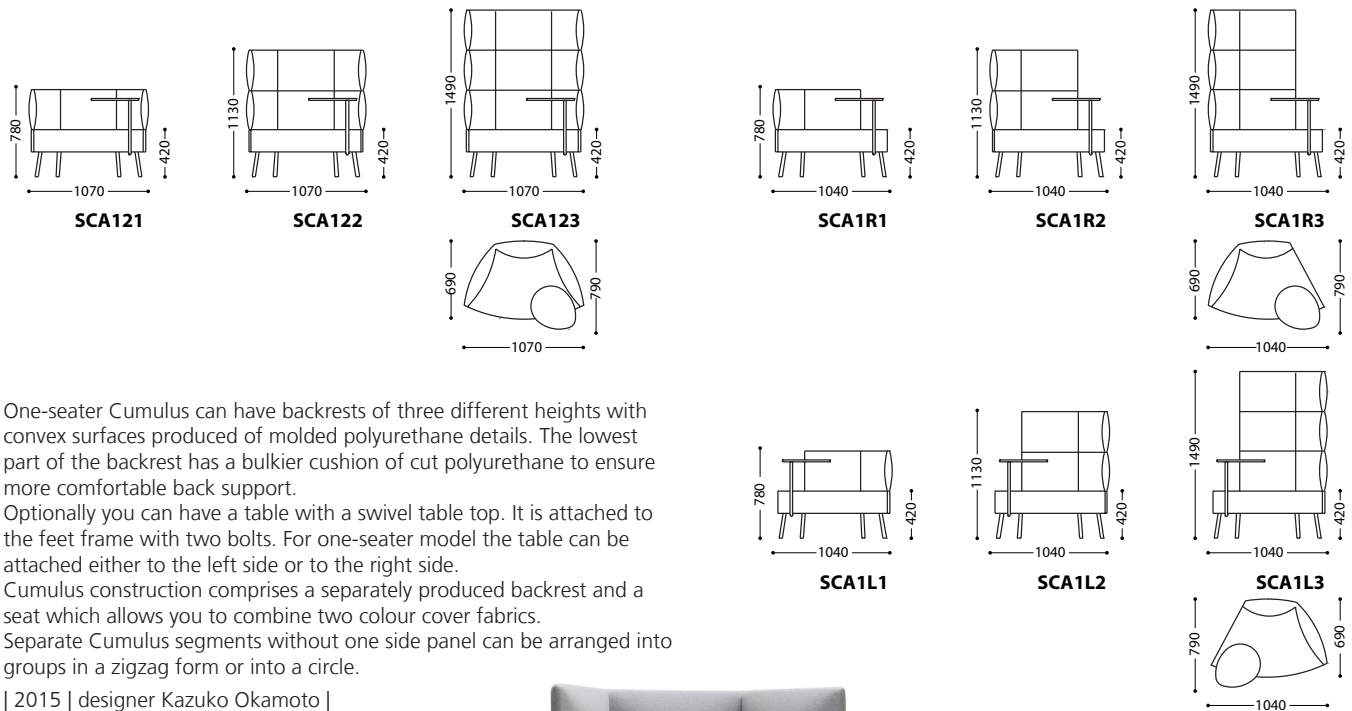 780
420
1070
SCA121
1130
420
1070
SCA122
1490
420
1070
SCA123
690
790
1070
780
420
1040
SCA1R1
1130
420
1040
SCA1R2
1490
420
1040
SCA1R3
690
790
1040
One-seater Cumulus can have backrests of three different heights with
convex surfaces produced of molded polyurethane details. The lowest
part of the backrest has a bulkier cushion of cut polyurethane to ensure
more comfortable back support.
Optionally you can have a table with a swivel table top. It is attached to
the feet frame with two bolts. For one-seater model the table can be
attached either to the left side or to the right side.
Cumulus construction comprises a separately produced backrest and a
seat which allows you to combine two colour cover fabrics.
Separate Cumulus segments without one side panel can be arranged into
groups in a zigzag form or into a circle.
| 2015 | designer Kazuko Okamoto |
780
420
1040
SCA1L1
1130
420
1040
SCA1L2
1490
420
1040
SCA1L3
790
690
1040